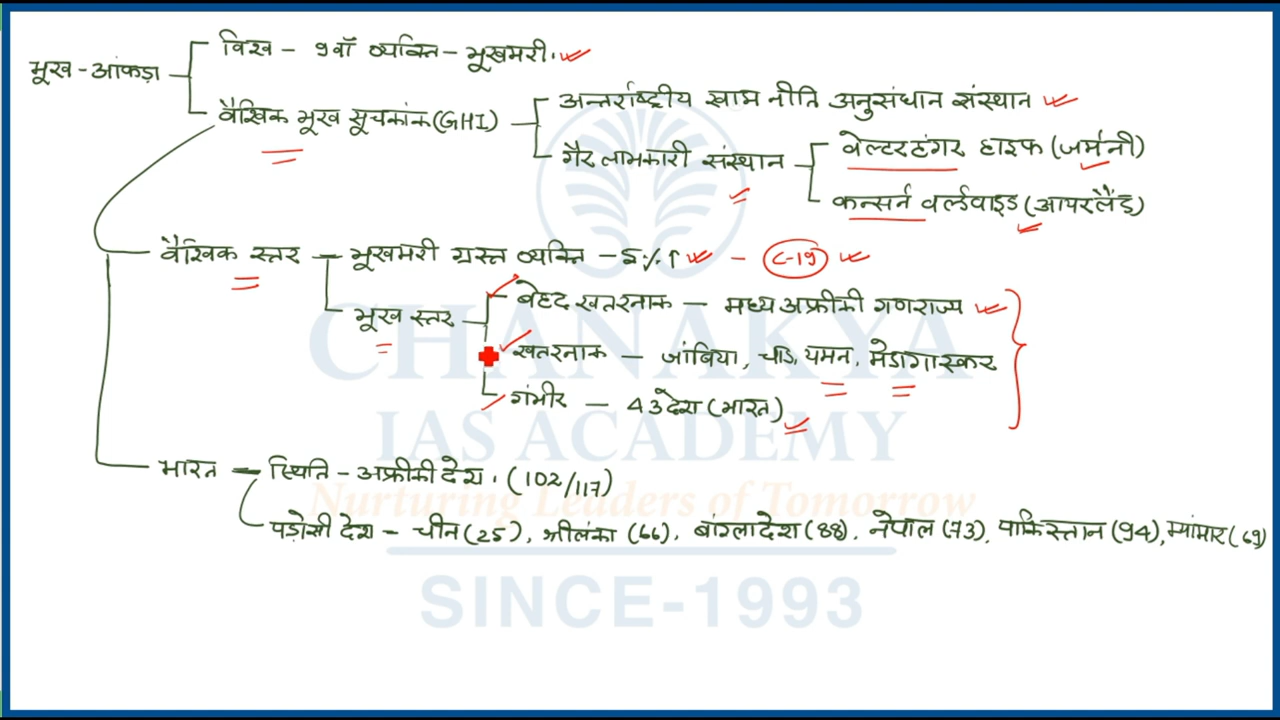 विश्व - 9वाँ व्यक्ति - भूखमरी.
भूख - आंकड़ा
वैश्विक भूख सूचकांक (GHI)
अन्तर्राष्ट्रीय खाद्य नीति अनुसंधान संस्थान
गैर लाभकारी संस्थान
वेल्टहंगर हाइफ (जर्मनी)
कन्सर्न वर्ल्डवाइड (आयरलैंड)
वैश्विक स्तर - भूखमरी ग्रस्त व्यक्ति - 5% ↑ - C-19
भूख स्तर
बेहद खतरनाक - मध्य अफ्रीकी गणराज्य
खतरनाक - जांबिया, चाड, यमन, मेडागास्कर
गंभीर - 43 देश (भारत)
भारत - स्थिति - अफ्रीकी देश. (102/117)
पड़ोसी देश - चीन (25), श्रीलंका (66), बांग्लादेश (88), नेपाल (73), पाकिस्तान (94), म्यांमार (69)
CHANAKYA
IAS ACADEMY
Nurturing Leaders of Tomorrow
SINCE-1993